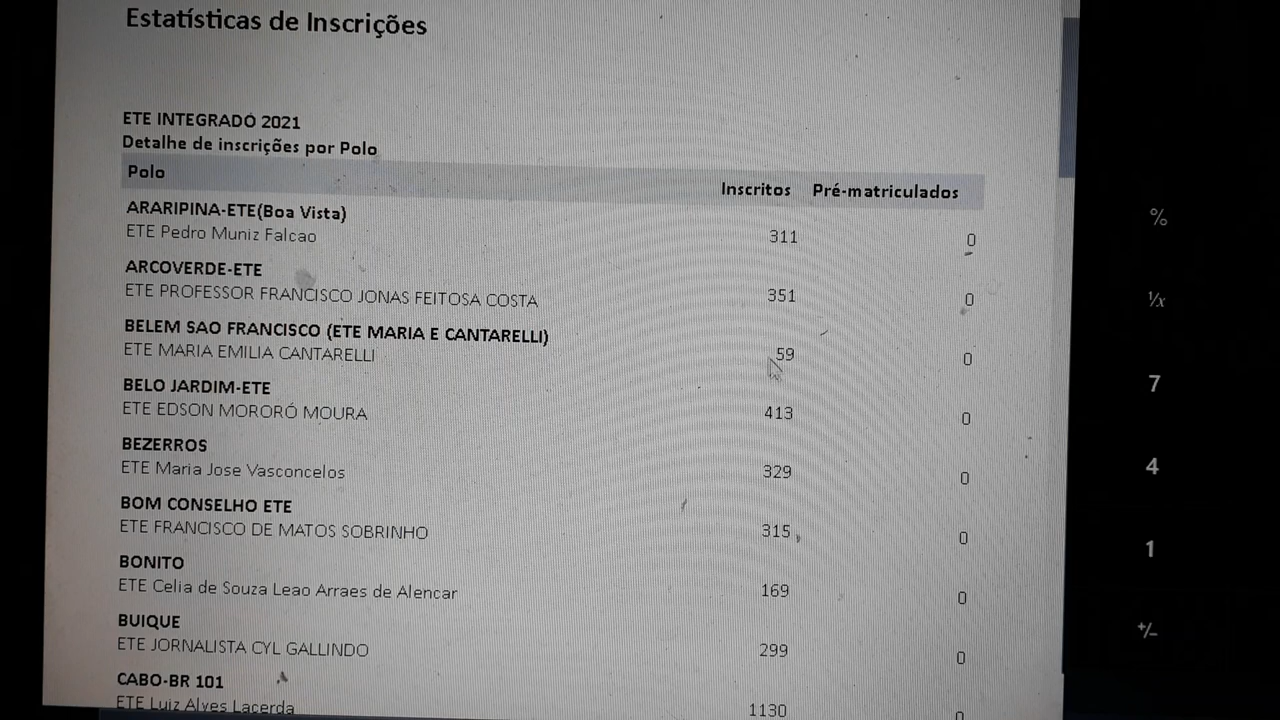 Estatísticas de Inscrições
ETE INTEGRADO 2021
Detalhe de inscrições por Polo
Polo Inscritos Pré-matriculados
ARARIPINA-ETE(Boa Vista)
ETE Pedro Muniz Falcao 311 0
ARCOVERDE-ETE
ETE PROFESSOR FRANCISCO JONAS FEITOSA COSTA 351 0
BELEM SAO FRANCISCO (ETE MARIA E CANTARELLI)
ETE MARIA EMILIA CANTARELLI 59 0
BELO JARDIM-ETE
ETE EDSON MORORÓ MOURA 413 0
BEZERROS
ETE Maria Jose Vasconcelos 329 0
BOM CONSELHO ETE
ETE FRANCISCO DE MATOS SOBRINHO 315 0
BONITO
ETE Celia de Souza Leao Arraes de Alencar 169 0
BUIQUE
ETE JORNALISTA CYL GALLINDO 299 0
CABO-BR 101
ETE Luiz Alves Lacerda 1130 0
%
1/x
7
4
1
+/-